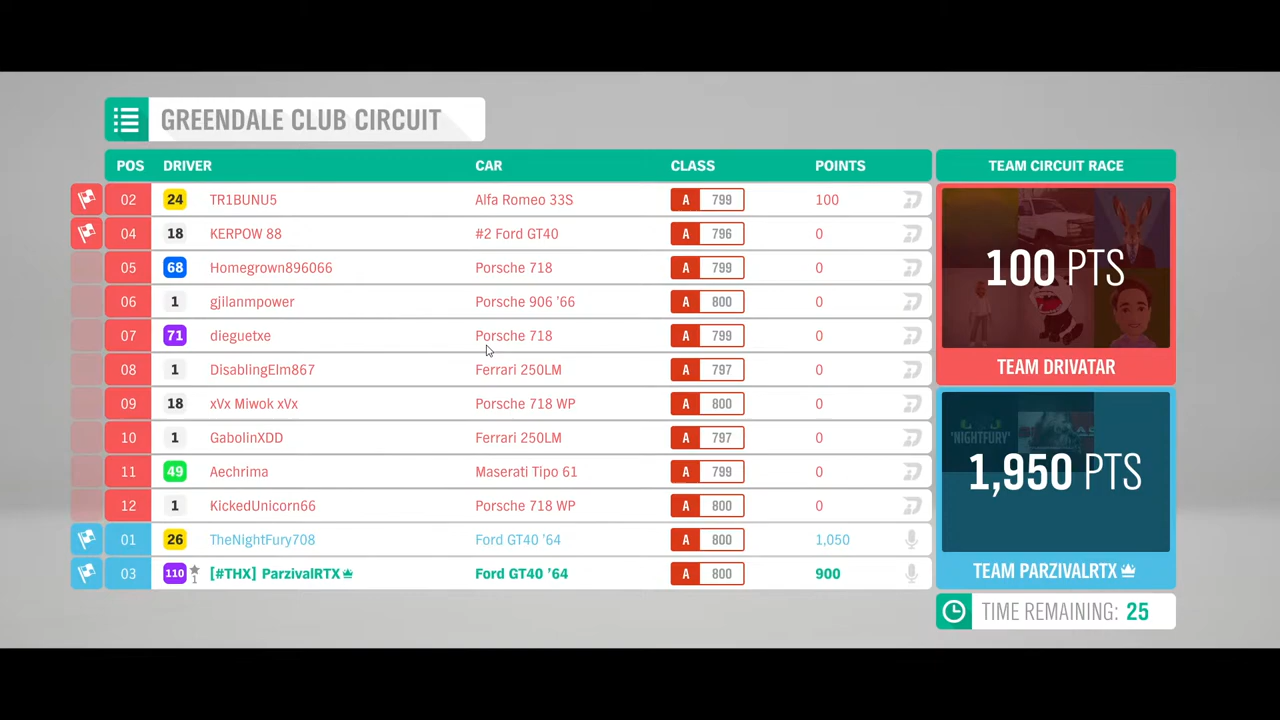 GREENDALE CLUB CIRCUIT
POS DRIVER CAR CLASS POINTS
02 24 TR1BUNU5 Alfa Romeo 33S A 799 100
04 18 KERPOW 88 #2 Ford GT40 A 796 0
05 68 Homegrown896066 Porsche 718 A 799 0
06 1 gjilanmpower Porsche 906 '66 A 800 0
07 71 dieguetxe Porsche 718 A 799 0
08 1 DisablingElm867 Ferrari 250LM A 797 0
09 18 xVx Miwok xVx Porsche 718 WP A 800 0
10 1 GabolinXDD Ferrari 250LM A 797 0
11 49 Aechrima Maserati Tipo 61 A 799 0
12 1 KickedUnicorn66 Porsche 718 WP A 800 0
01 26 TheNightFury708 Ford GT40 '64 A 800 1,050
03 110 1 [#THX] ParzivalRTX Ford GT40 '64 A 800 900
TEAM CIRCUIT RACE
100 PTS
TEAM DRIVATAR
'NIGHTFURY'
1,950 PTS
TEAM PARZIVALRTX
TIME REMAINING: 25